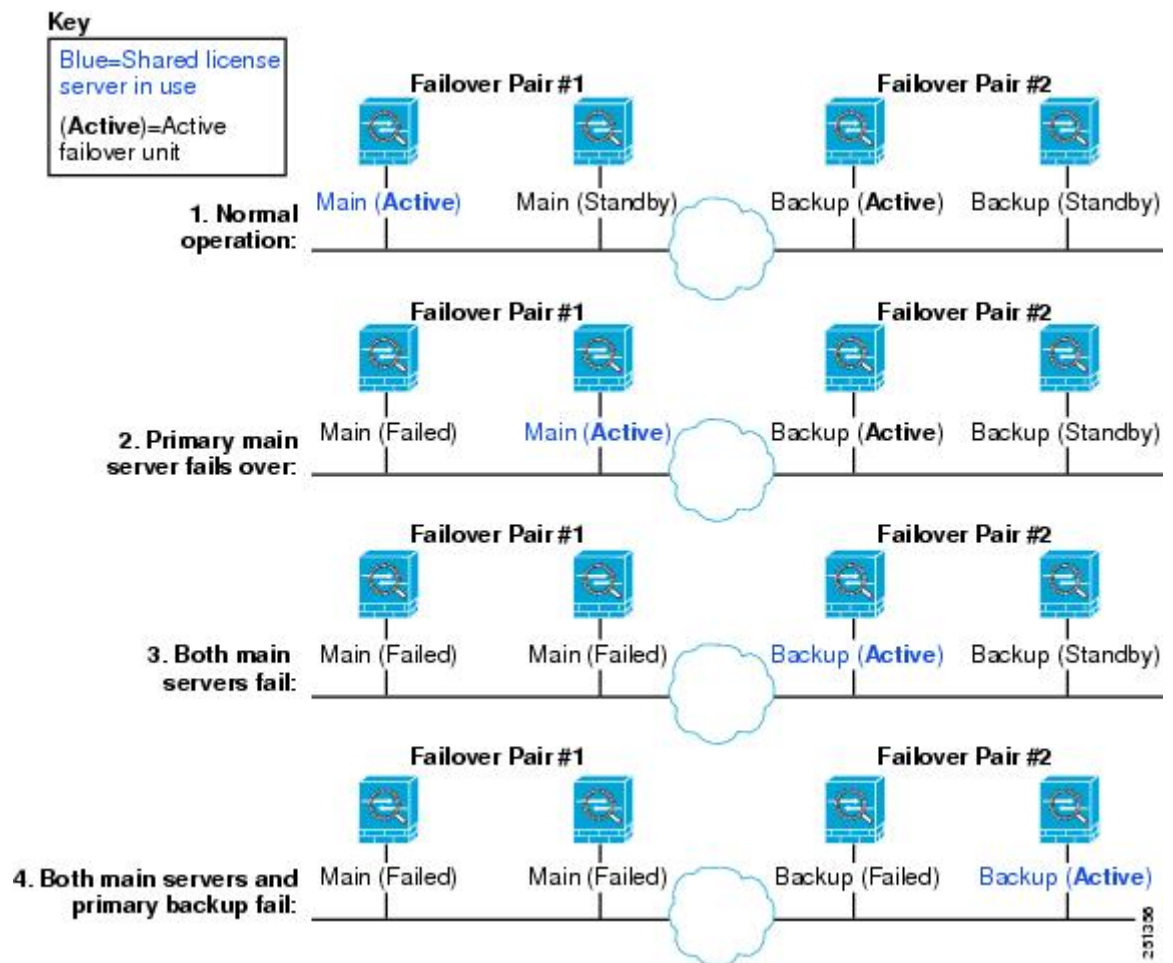 Key
Blue=Shared license
server in use
(Active)=Active
failover unit
Failover Pair #1
Failover Pair #2
1. Normal
operation:
Main (Active)
Main (Standby)
Backup (Active)
Backup (Standby)
Failover Pair #1
Failover Pair #2
2. Primary main
server fails over:
Main (Failed)
Main (Active)
Backup (Active)
Backup (Standby)
Failover Pair #1
Failover Pair #2
3. Both main
servers fail:
Main (Failed)
Main (Failed)
Backup (Active)
Backup (Standby)
Failover Pair #1
Failover Pair #2
4. Both main servers and
primary backup fail:
Main (Failed)
Main (Failed)
Backup (Failed)
Backup (Active)
251356